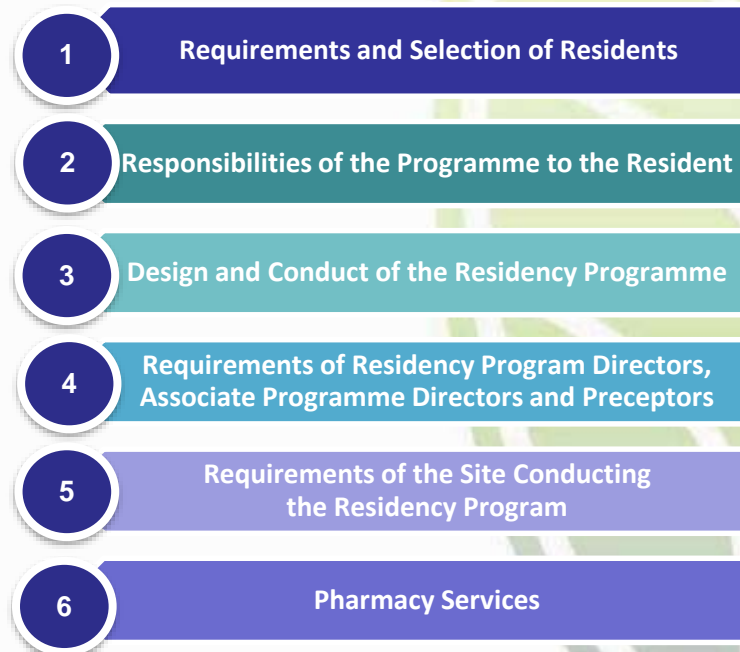 1
Requirements and Selection of Residents
2
Responsibilities of the Programme to the Resident
3
Design and Conduct of the Residency Programme
4
Requirements of Residency Program Directors,
Associate Programme Directors and Preceptors
5
Requirements of the Site Conducting
the Residency Program
6
Pharmacy Services